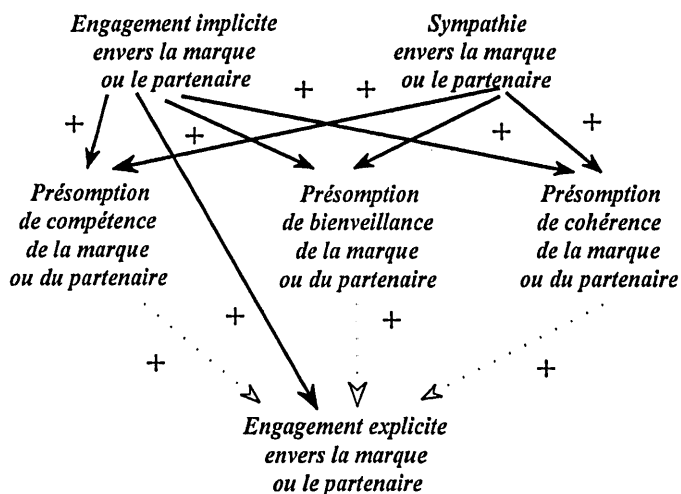 Engagement implicite
envers la marque
ou le partenaire
Sympathie
envers la marque
ou le partenaire
+ +
+ + + +
Présomption
de compétence
de la marque
ou du partenaire
Présomption
de bienveillance
de la marque
ou du partenaire
Présomption
de cohérence
de la marque
ou du partenaire
+ +
+ +
Engagement explicite
envers la marque
ou le partenaire